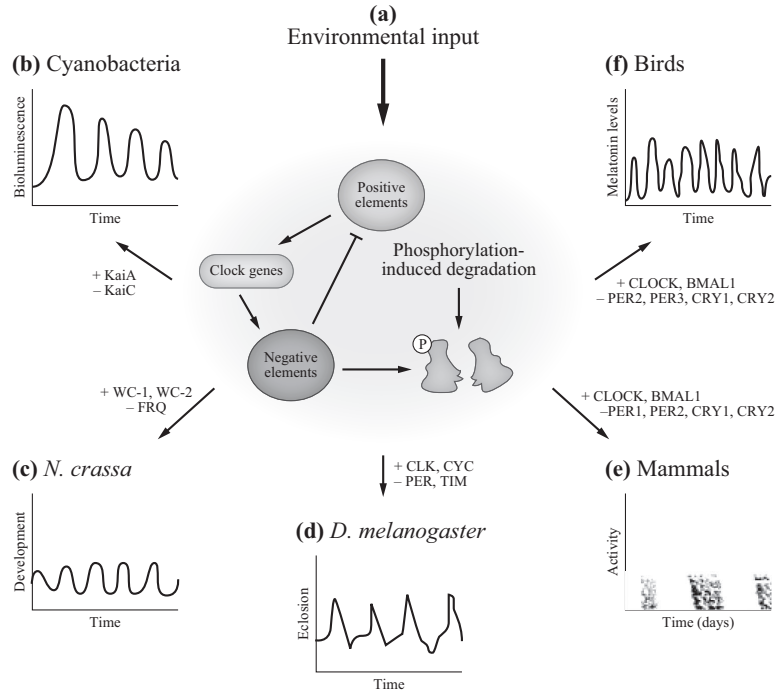 (a)
Environmental input
(b) Cyanobacteria
Bioluminescence
Time
+ KaiA
– KaiC
(f) Birds
Melatonin levels
Time
+ CLOCK, BMAL1
– PER2, PER3, CRY1, CRY2
Positive
elements
Clock genes
Phosphorylation-
induced degradation
P
Negative
elements
+ WC-1, WC-2
– FRQ
(c) N. crassa
Development
Time
+ CLK, CYC
– PER, TIM
(d) D. melanogaster
Eclosion
Time
+ CLOCK, BMAL1
–PER1, PER2, CRY1, CRY2
(e) Mammals
Activity
Time (days)